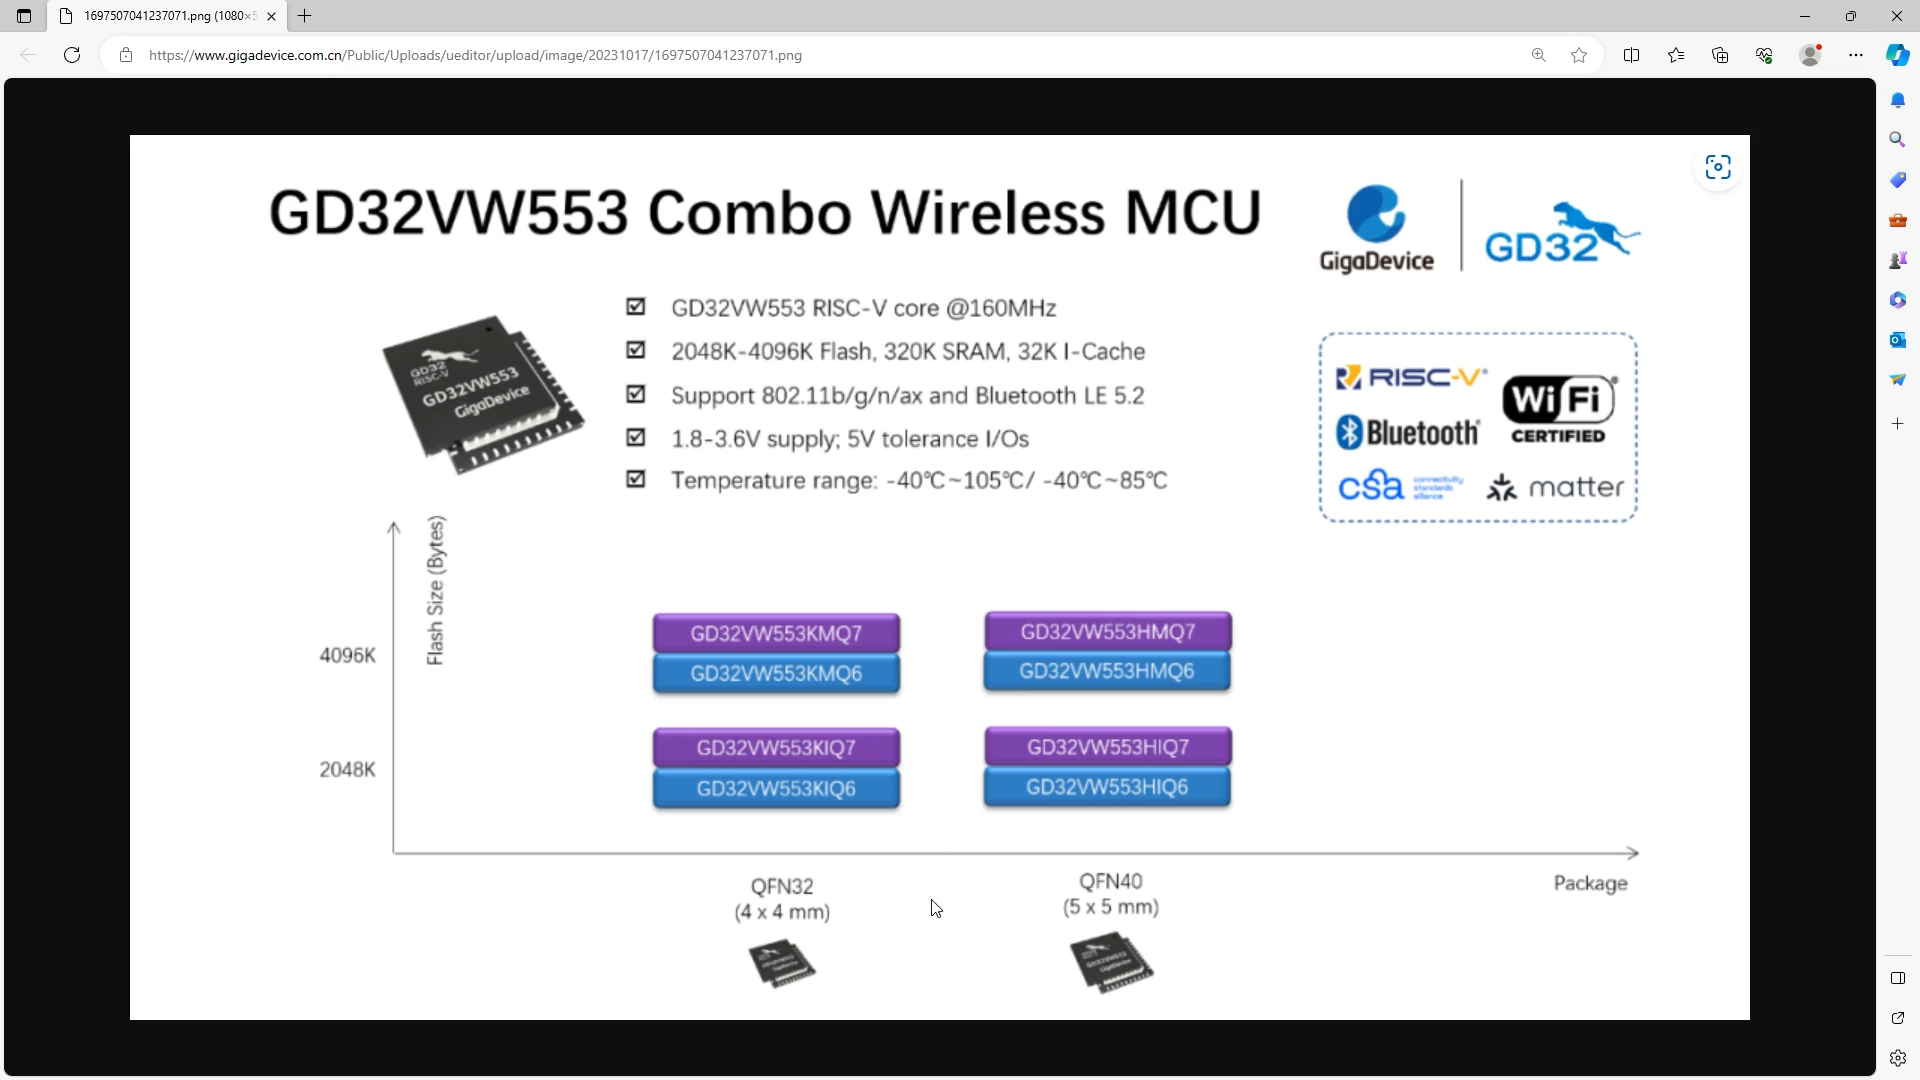 1697507041237071.png (1080×5
https://www.gigadevice.com.cn/Public/Uploads/ueditor/upload/image/20231017/1697507041237071.png
GD32VW553 Combo Wireless MCU
GigaDevice
GD32
GD32VW553 RISC-V core @160MHz
2048K-4096K Flash, 320K SRAM, 32K I-Cache
Support 802.11b/g/n/ax and Bluetooth LE 5.2
1.8-3.6V supply; 5V tolerance I/Os
Temperature range: -40℃~105℃/ -40℃~85℃
GD32
RISC-V
GD32VW553
GigaDevice
RISC-V®
WiFi®
CERTIFIED
Bluetooth®
csa connectivity standards alliance
matter
Flash Size (Bytes)
4096K
GD32VW553KMQ7
GD32VW553HMQ7
GD32VW553KMQ6
GD32VW553HMQ6
2048K
GD32VW553KIQ7
GD32VW553HIQ7
GD32VW553KIQ6
GD32VW553HIQ6
QFN32
(4 x 4 mm)
QFN40
(5 x 5 mm)
Package